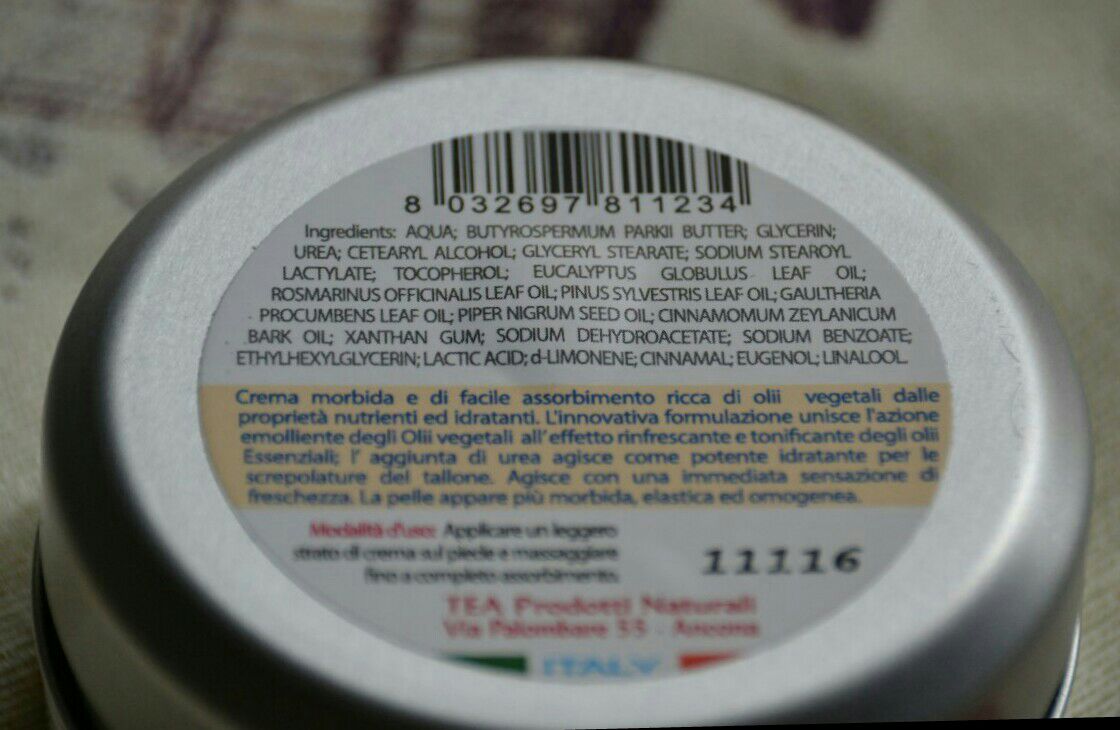 8 032697 811234
Ingredients: AQUA; BUTYROSPERMUM PARKII BUTTER; GLYCERIN;
UREA; CETEARYL ALCOHOL; GLYCERYL STEARATE; SODIUM STEAROYL
LACTYLATE; TOCOPHEROL; EUCALYPTUS GLOBULUS LEAF OIL;
ROSMARINUS OFFICINALIS LEAF OIL; PINUS SYLVESTRIS LEAF OIL; GAULTHERIA
PROCUMBENS LEAF OIL; PIPER NIGRUM SEED OIL; CINNAMOMUM ZEYLANICUM
BARK OIL; XANTHAN GUM; SODIUM DEHYDROACETATE; SODIUM BENZOATE;
ETHYLHEXYLGLYCERIN; LACTIC ACID; d-LIMONENE; CINNAMAL; EUGENOL; LINALOOL.
Crema morbida e di facile assorbimento ricca di olii vegetali dalle
proprietà nutrienti ed idratanti. L'innovativa formulazione unisce l'azione
emolliente degli Olii vegetali all'effetto rinfrescante e tonificante degli olii
Essenziali; l' aggiunta di urea agisce come potente idratante per le
screpolature del tallone. Agisce con una immediata sensazione di
freschezza. La pelle appare più morbida, elastica ed omogenea.
Modalità d'uso: Applicare un leggero
strato di crema sul piede e massaggiare
fino a completo assorbimento.
11116
TEA Prodotti Naturali
Via Palombare 55 - Ancona
ITALY